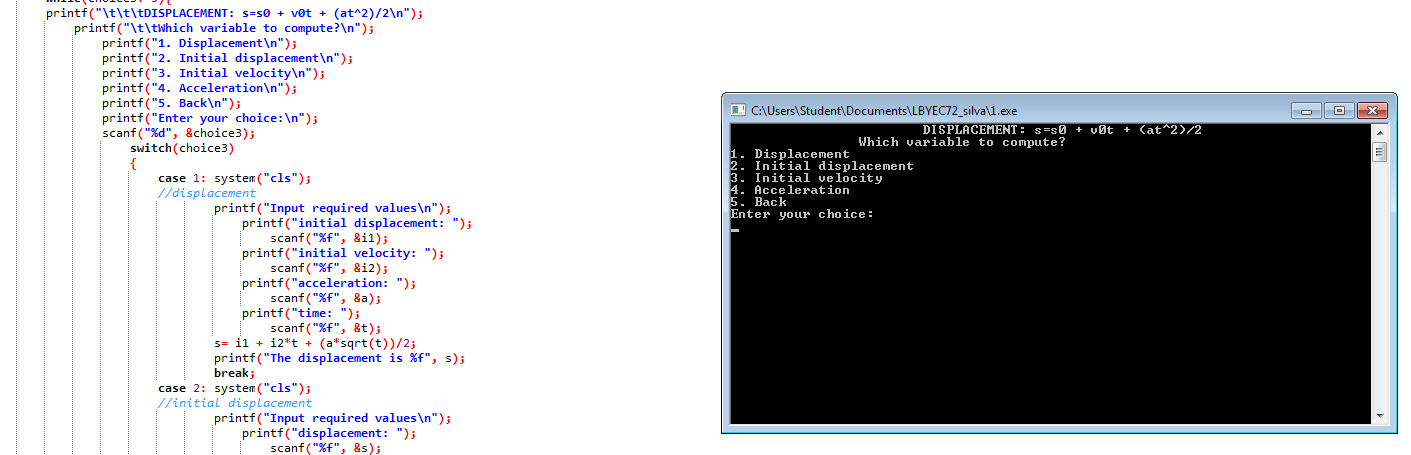 printf("\t\t\tDISPLACEMENT: s=s0 + v0t + (at^2)/2\n");
printf("\t\tWhich variable to compute?\n");
printf("1. Displacement\n");
printf("2. Initial displacement\n");
printf("3. Initial velocity\n");
printf("4. Acceleration\n");
printf("5. Back\n");
printf("Enter your choice:\n");
scanf("%d", &choice3);
switch(choice3)
{
case 1: system("cls");
//displacement
printf("Input required values\n");
printf("initial displacement: ");
scanf("%f", &i1);
printf("initial velocity: ");
scanf("%f", &i2);
printf("acceleration: ");
scanf("%f", &a);
printf("time: ");
scanf("%f", &t);
s= i1 + i2*t + (a*sqrt(t))/2;
printf("The displacement is %f", s);
break;
case 2: system("cls");
//initial displacement
printf("Input required values\n");
printf("displacement: ");
scanf("%f", &s);
C:\Users\Student\Documents\LBYEC72_silva\1.exe
DISPLACEMENT: s=s0 + v0t + (at^2)/2
Which variable to compute?
1. Displacement
2. Initial displacement
3. Initial velocity
4. Acceleration
5. Back
Enter your choice: